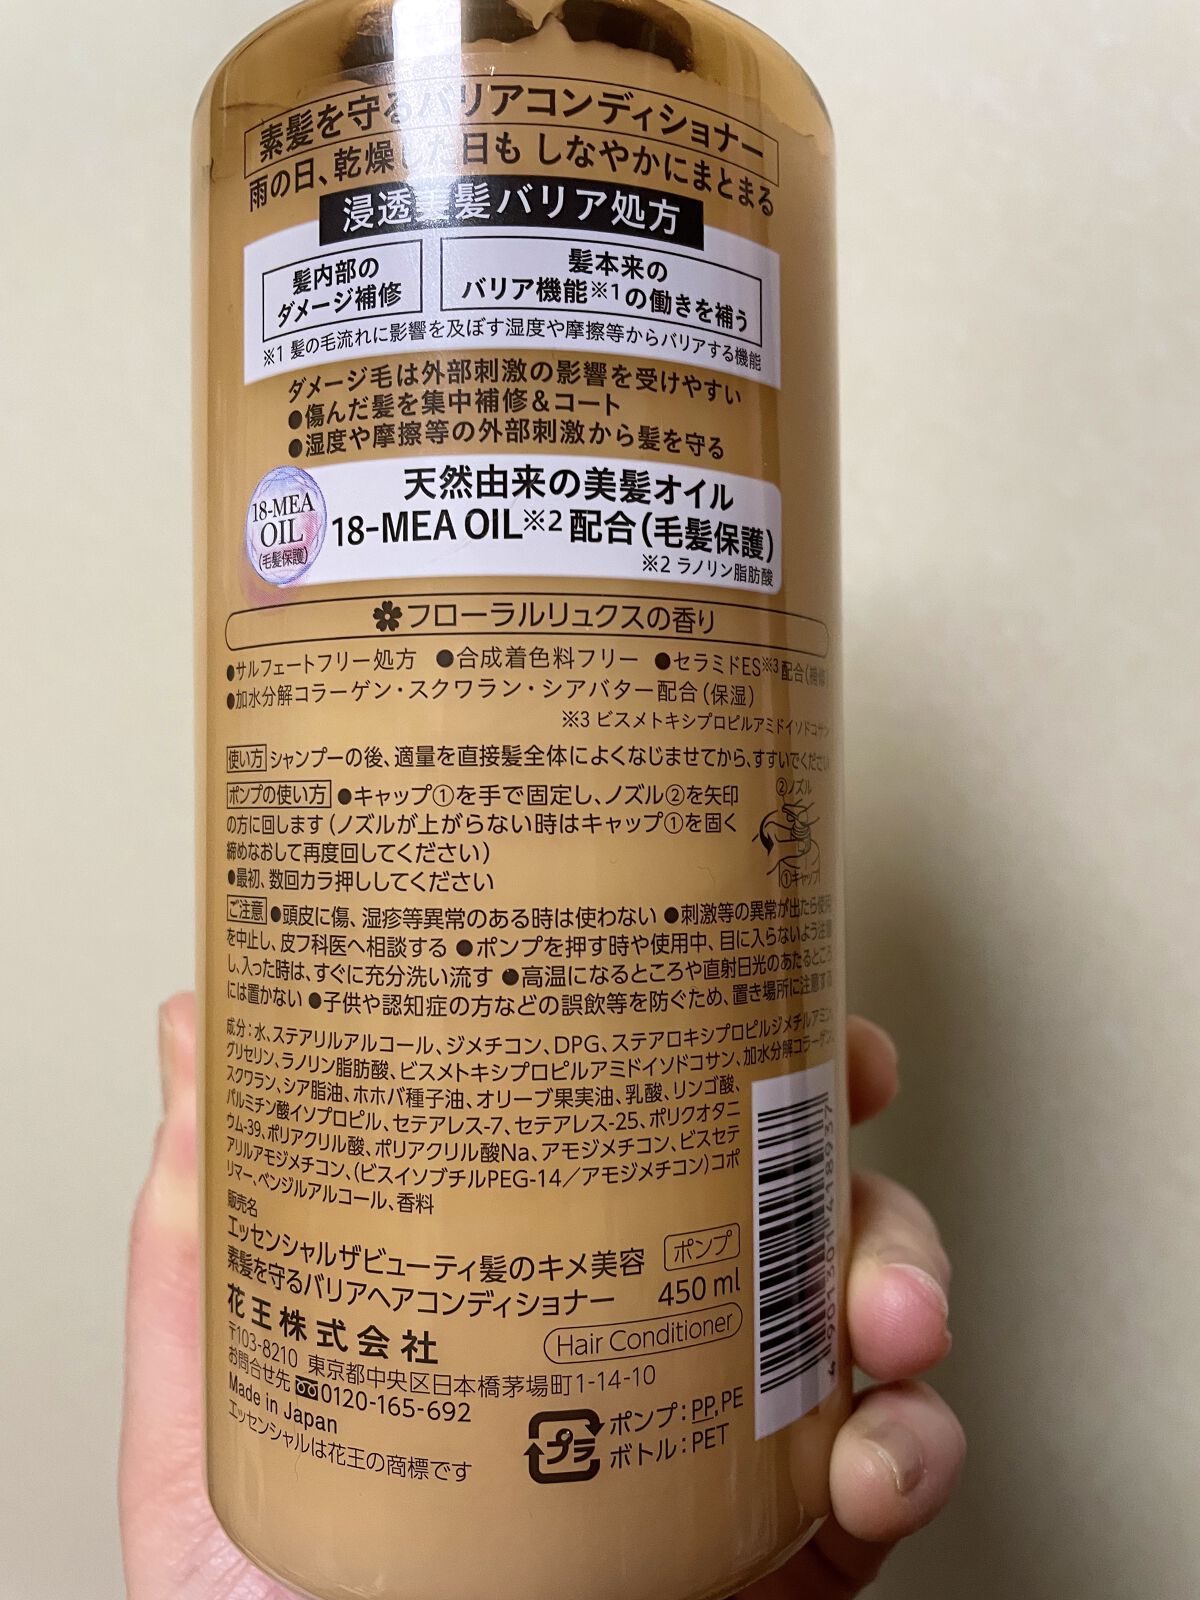 素髪を守るバリアコンディショナー
雨の日、乾燥した日も しなやかにまとまる
浸透美髪バリア処方
髪内部の
ダメージ補修
髪本来の
バリア機能※1の働きを補う
※1 髪の毛流れに影響を及ぼす湿度や摩擦等からバリアする機能
ダメージ毛は外部刺激の影響を受けやすい
●傷んだ髪を集中補修＆コート
●湿度や摩擦等の外部刺激から髪を守る
18-MEA
OIL
(毛髪保護)
天然由来の美髪オイル
18-MEA OIL※2 配合(毛髪保護)
※2 ラノリン脂肪酸
フローラルリュクスの香り
●サルフェートフリー処方 ●合成着色料フリー ●セラミドES※3配合(補修)
●加水分解コラーゲン・スクワラン・シアバター配合(保湿)
※3 ビスメトキシプロピルアミドイソドコサン
使い方 シャンプーの後、適量を直接髪全体によくなじませてから、すすいでください
ポンプの使い方 ●キャップ①を手で固定し、ノズル②を矢印
の方に回します(ノズルが上がらない時はキャップ①を固く
締めなおして再度回してください)
●最初、数回カラ押ししてください
②ノズル
①キャップ
ご注意 ●頭皮に傷、湿疹等異常のある時は使わない ●刺激等の異常が出たら使用
を中止し、皮フ科医へ相談する ●ポンプを押す時や使用中、目に入らないよう注意
し、入った時は、すぐに充分洗い流す ●高温になるところや直射日光のあたるところ
には置かない ●子供や認知症の方などの誤飲等を防ぐため、置き場所に注意する
成分：水、ステアリルアルコール、ジメチコン、DPG、ステアロキシプロピルジメチルアミン、
グリセリン、ラノリン脂肪酸、ビスメトキシプロピルアミドイソドコサン、加水分解コラーゲン、
スクワラン、シア脂油、ホホバ種子油、オリーブ果実油、乳酸、リンゴ酸、
パルミチン酸イソプロピル、セテアレス-7、セテアレス-25、ポリクオタニ
ウム-39、ポリアクリル酸、ポリアクリル酸Na、アモジメチコン、ビスセテ
アリルアモジメチコン、(ビスイソブチルPEG-14／アモジメチコン)コポ
リマー、ベンジルアルコール、香料
販売名
エッセンシャルザビューティ髪のキメ美容
素髪を守るバリアヘアコンディショナー
ポンプ
450 ml
Hair Conditioner
花王株式会社
〒103-8210 東京都中央区日本橋茅場町1-14-10
お問合せ先 0120-165-692
Made in Japan
エッセンシャルは花王の商標です
プラ
ポンプ：PP,PE
ボトル：PET
4 901301 418937